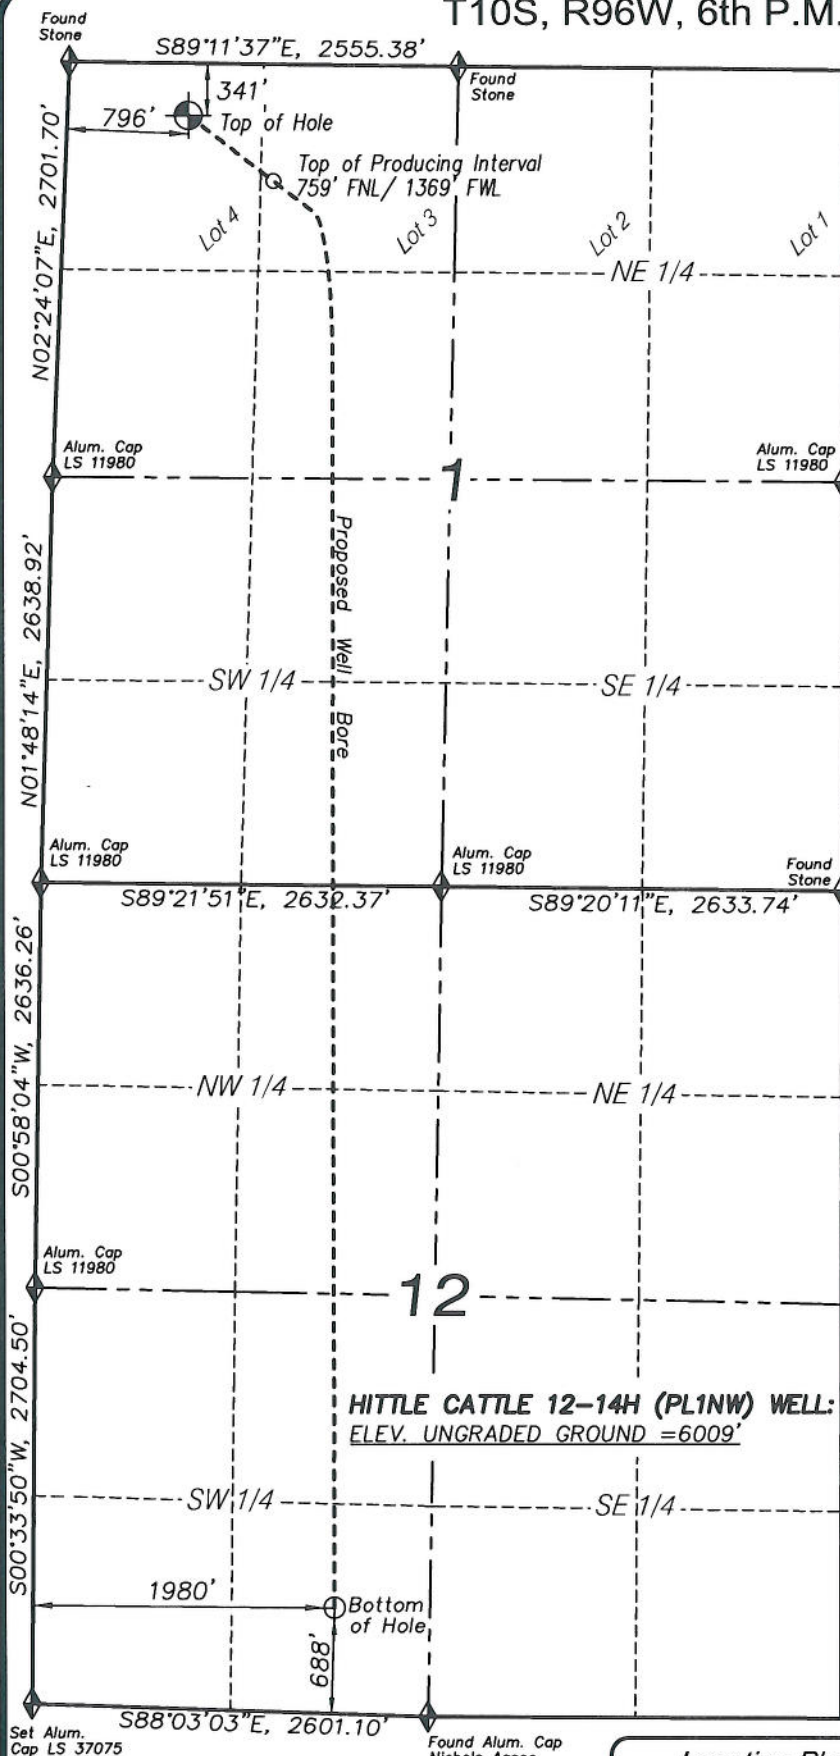 T10S, R96W, 6th P.M.
Found
Stone
S89°11'37"E, 2555.38'
Found
Stone
341'
796'
Top of Hole
Top of Producing Interval
759' FNL/ 1369' FWL
N02°24'07"E, 2701.70'
Lot 4
Lot 3
Lot 2
Lot 1
NE 1/4
Alum. Cap
LS 11980
1
Alum. Cap
LS 11980
Proposed Well Bore
N01°48'14"E, 2638.92'
SW 1/4
SE 1/4
Alum. Cap
LS 11980
Alum. Cap
LS 11980
Found
Stone
S89°21'51"E, 2632.37'
S89°20'11"E, 2633.74'
S00°58'04"W, 2636.26'
NW 1/4
NE 1/4
Alum. Cap
LS 11980
12
S00°33'50"W, 2704.50'
HITTLE CATTLE 12-14H (PL1NW) WELL:
ELEV. UNGRADED GROUND =6009'
SW 1/4
SE 1/4
1980'
Bottom
of Hole
688'
S88°03'03"E, 2601.10'
Set Alum.
Cap LS 37075
Found Alum. Cap